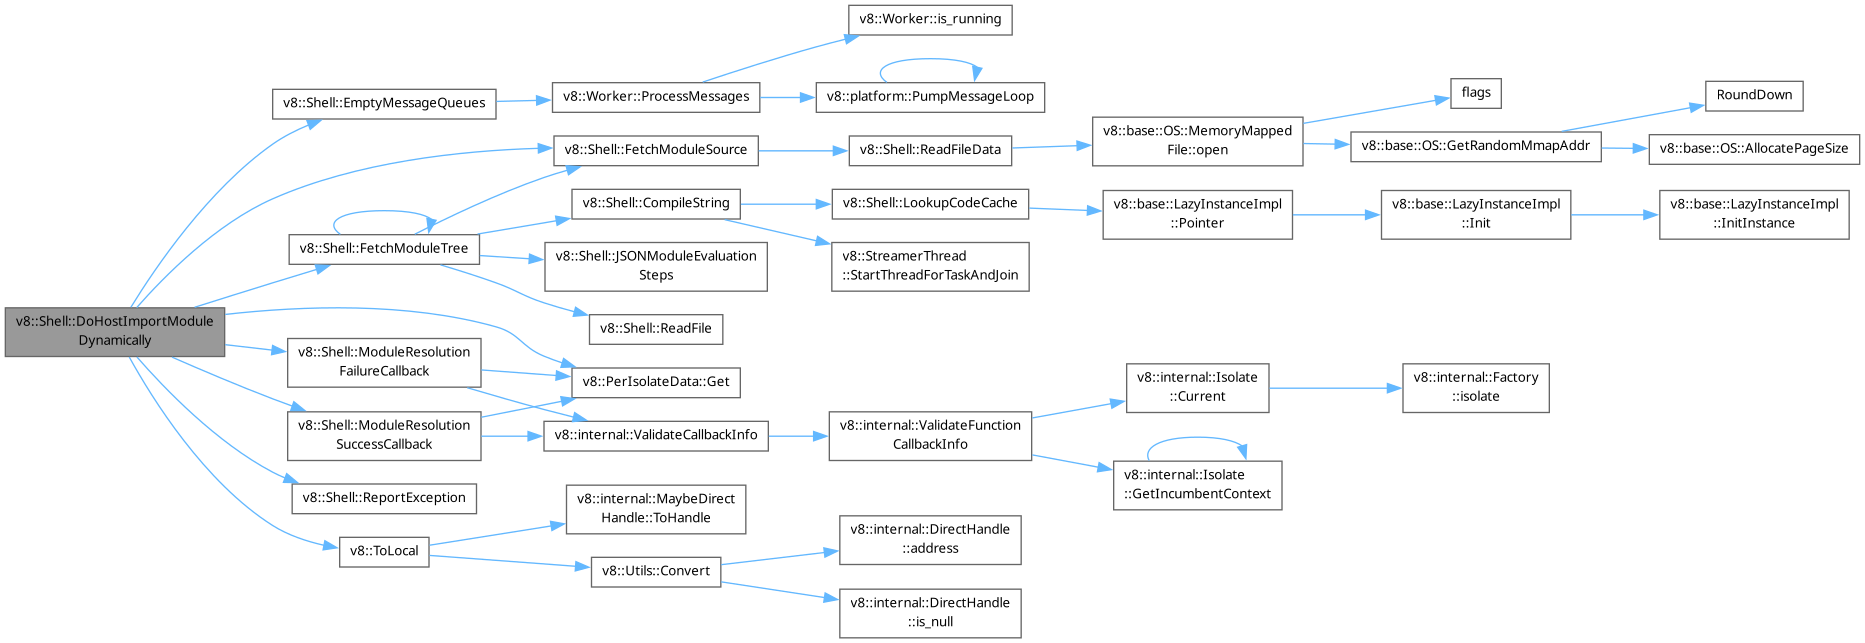 v8::Worker::is_running
v8::Shell::EmptyMessageQueues
v8::Worker::ProcessMessages
v8::platform::PumpMessageLoop
flags
RoundDown
v8::Shell::FetchModuleSource
v8::Shell::ReadFileData
v8::base::OS::MemoryMapped
File::open
v8::base::OS::GetRandomMmapAddr
v8::base::OS::AllocatePageSize
v8::Shell::FetchModuleTree
v8::Shell::CompileString
v8::Shell::LookupCodeCache
v8::base::LazyInstanceImpl
::Pointer
v8::base::LazyInstanceImpl
::Init
v8::base::LazyInstanceImpl
::InitInstance
v8::Shell::JSONModuleEvaluation
Steps
v8::StreamerThread
::StartThreadForTaskAndJoin
v8::Shell::DoHostImportModule
Dynamically
v8::Shell::ReadFile
v8::Shell::ModuleResolution
FailureCallback
v8::PerIsolateData::Get
v8::internal::Isolate
::Current
v8::internal::Factory
::isolate
v8::Shell::ModuleResolution
SuccessCallback
v8::internal::ValidateCallbackInfo
v8::internal::ValidateFunction
CallbackInfo
v8::internal::Isolate
::GetIncumbentContext
v8::Shell::ReportException
v8::ToLocal
v8::internal::MaybeDirect
Handle::ToHandle
v8::Utils::Convert
v8::internal::DirectHandle
::address
v8::internal::DirectHandle
::is_null